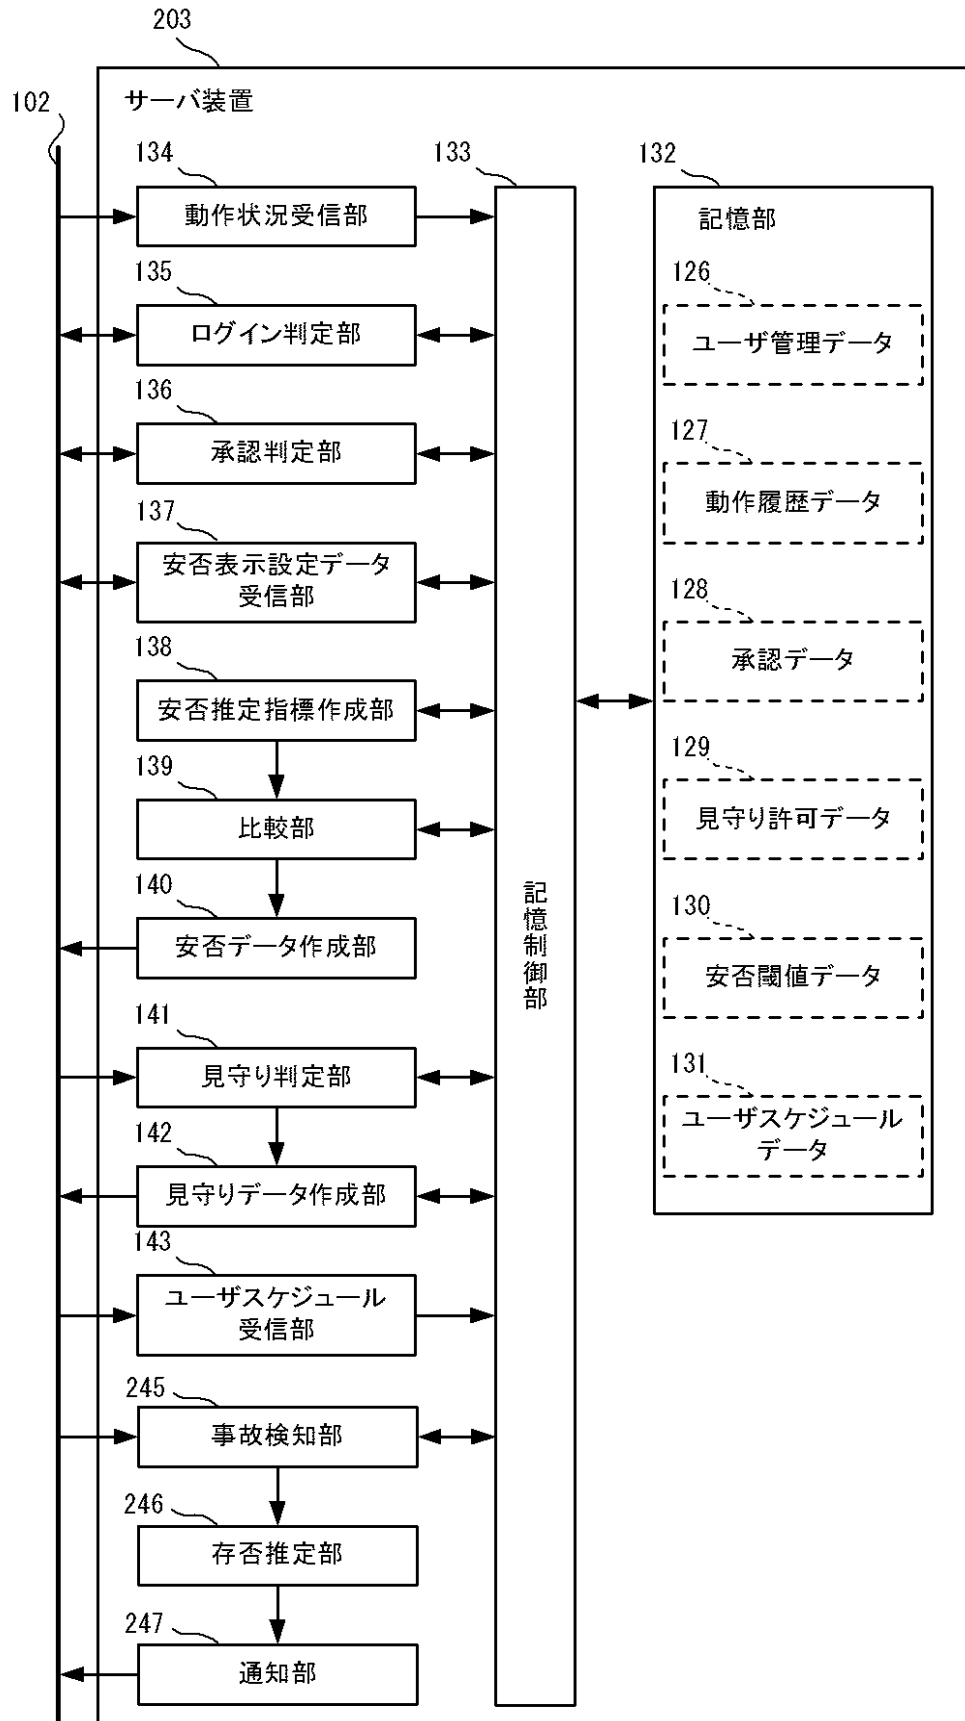 203
102
サーバ装置
134
動作状況受信部
135
ログイン判定部
136
承認判定部
137
安否表示設定データ
受信部
138
安否推定指標作成部
139
比較部
140
安否データ作成部
141
見守り判定部
142
見守りデータ作成部
143
ユーザスケジュール
受信部
245
事故検知部
246
存否推定部
247
通知部
133
記憶制御部
132
記憶部
126
ユーザ管理データ
127
動作履歴データ
128
承認データ
129
見守り許可データ
130
安否閾値データ
131
ユーザスケジュール
データ